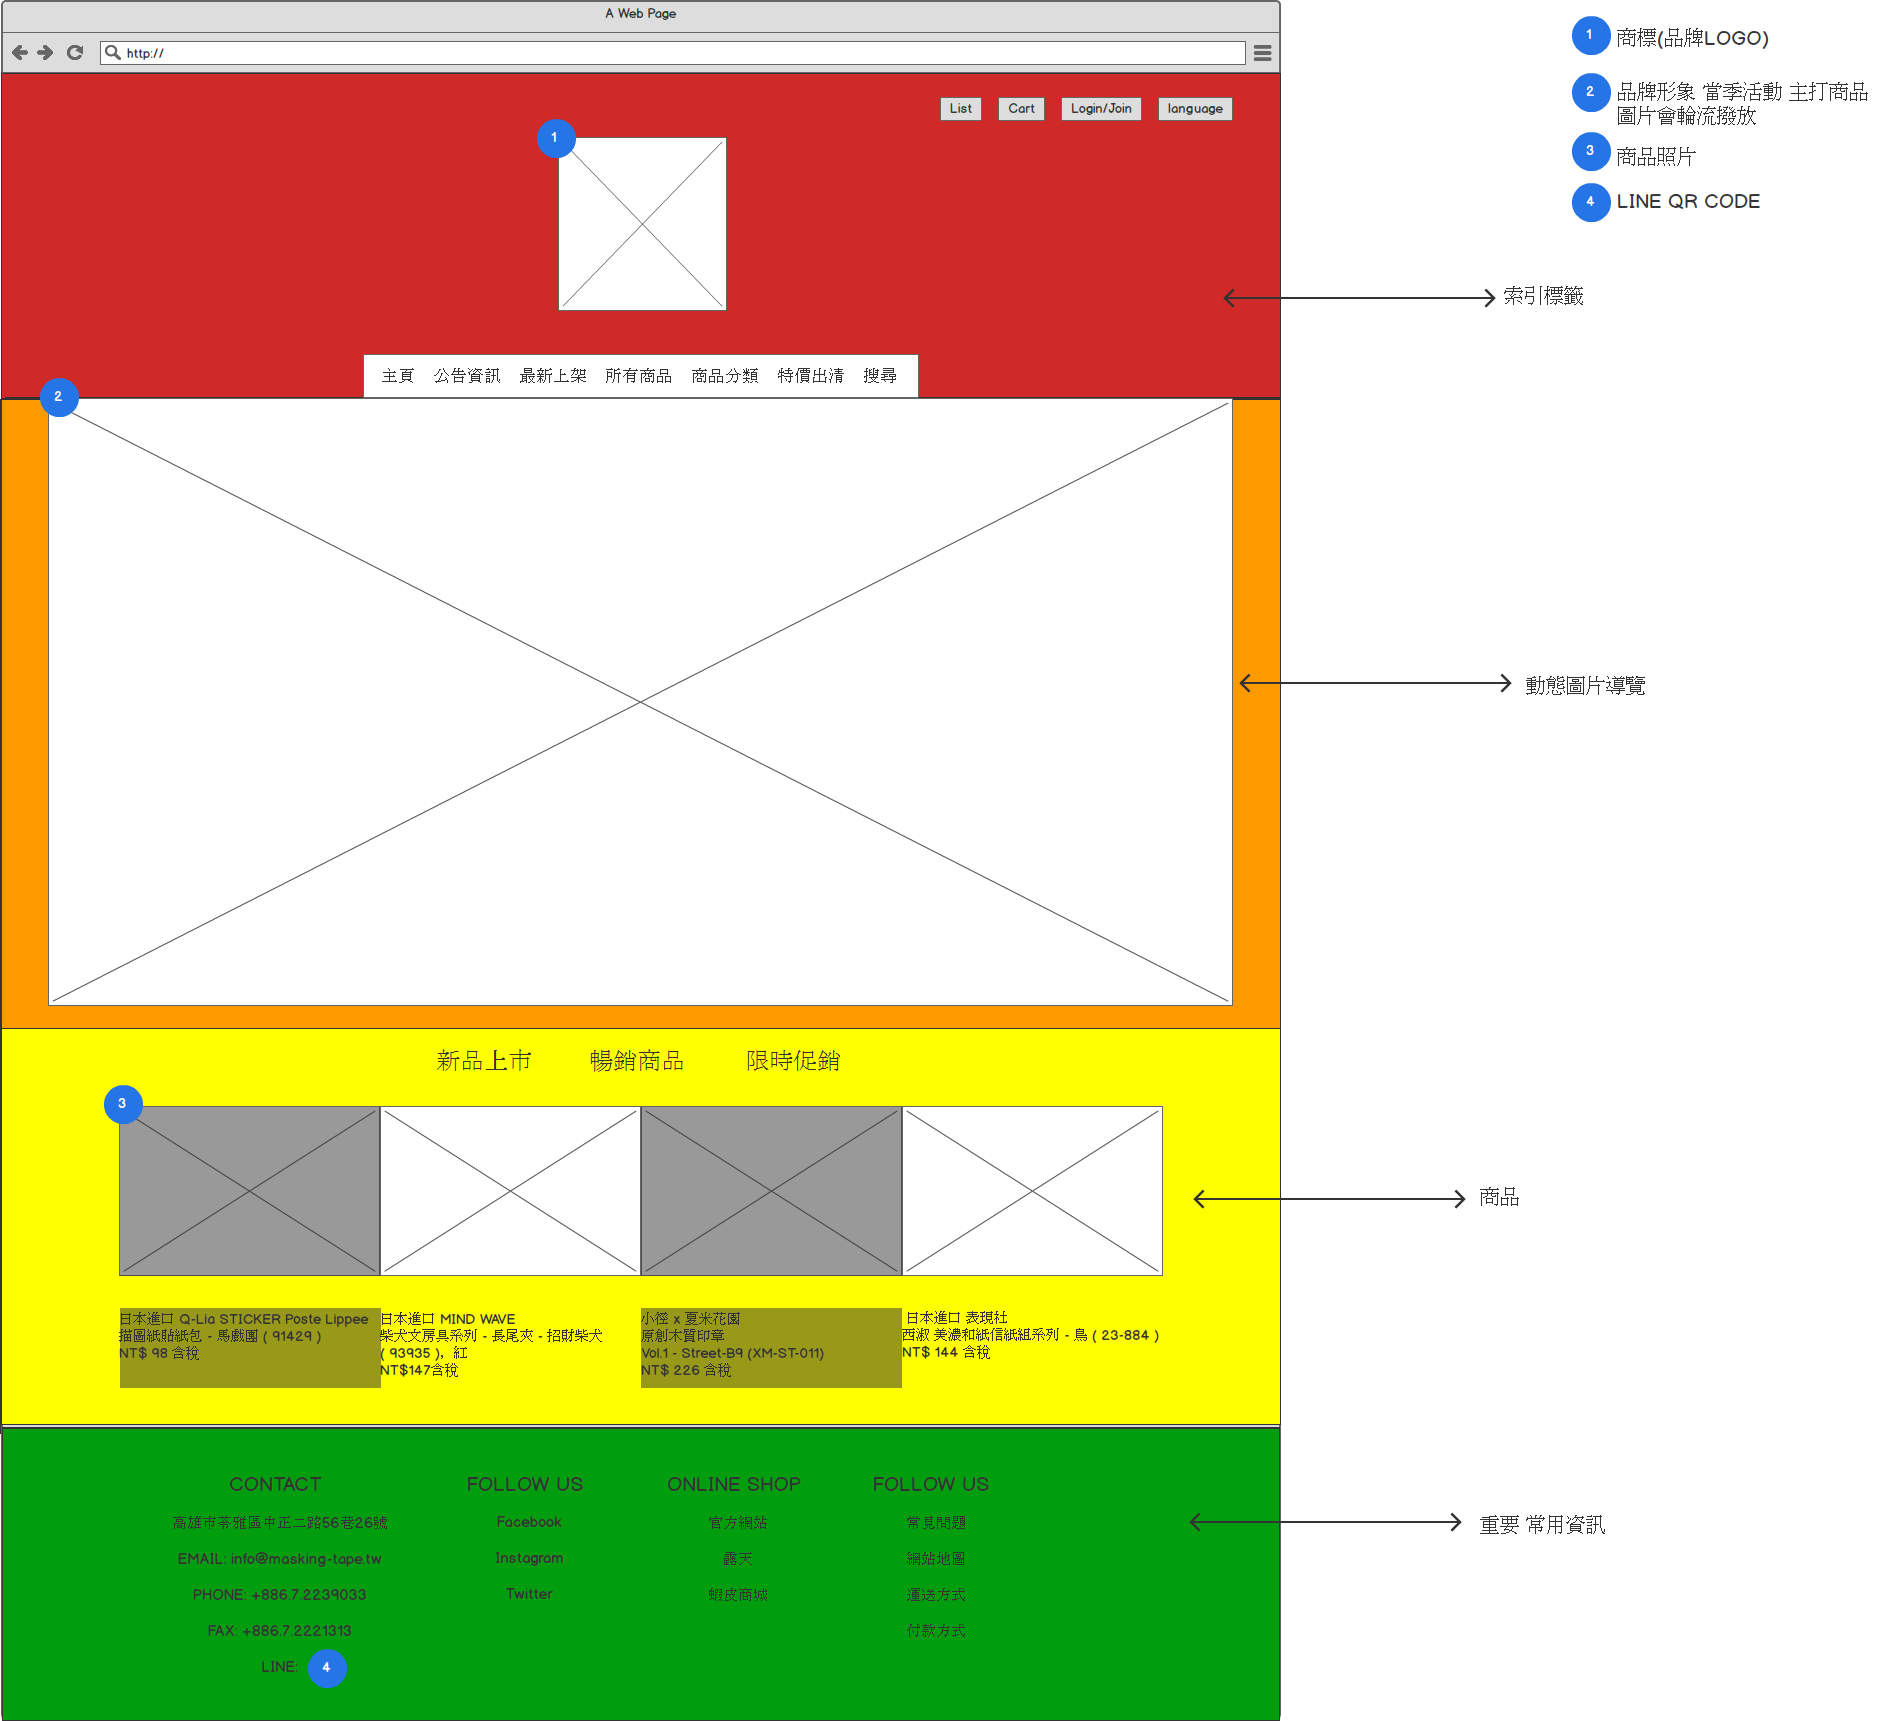 A Web Page
http://
List
Cart
Login/Join
language
1
主頁 公告資訊 最新上架 所有商品 商品分類 特價出清 搜尋
2
新品上市 暢銷商品 限時促銷
3
日本進口 Q-Lia STICKER Poste Lippee
描圖紙貼紙包 - 馬戲團 ( 91429 )
NT$ 98 含稅
日本進口 MIND WAVE
柴犬文房具系列 - 長尾夾 - 招財柴犬
( 93935 ), 紅
NT$147含稅
小徑 x 夏米花園
原創木質印章
Vol.1 - Street-B9 (XM-ST-011)
NT$ 226 含稅
日本進口 表現社
西淑 美濃和紙信紙組系列 - 鳥 ( 23-884 )
NT$ 144 含稅
CONTACT
高雄市苓雅區中正二路56巷26號
EMAIL: info@masking-tape.tw
PHONE: +886.7.2239033
FAX: +886.7.2221313
LINE:
4
FOLLOW US
Facebook
Instagram
Twitter
ONLINE SHOP
官方網站
露天
蝦皮商城
FOLLOW US
常見問題
網站地圖
運送方式
付款方式
1
商標(品牌LOGO)
2
品牌形象 當季活動 主打商品
圖片會輪流撥放
3
商品照片
4
LINE QR CODE
索引標籤
動態圖片導覽
商品
重要 常用資訊